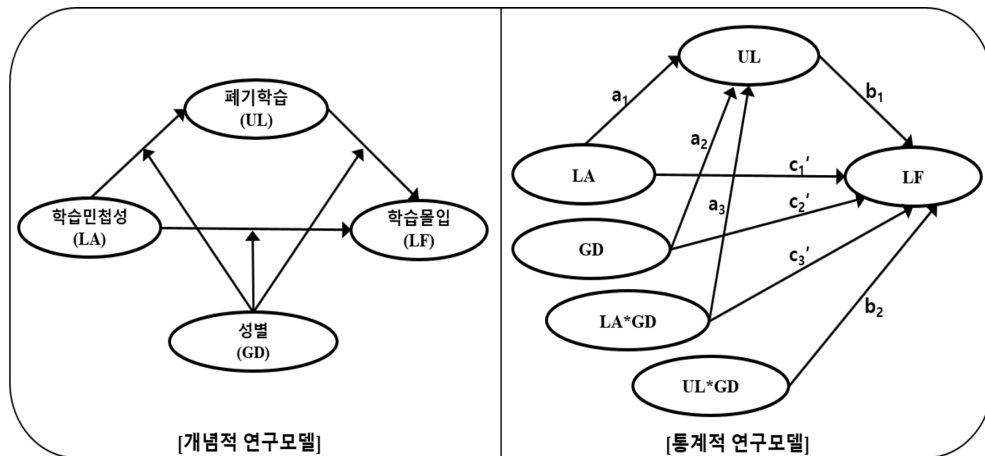 폐기학습
(UL)
학습민첩성
(LA)
학습몰입
(LF)
성별
(GD)
[개념적 연구모델]
UL
a₁
b₁
a₂
LA
c₁′
LF
a₃
c₂′
GD
c₃′
LA*GD
b₂
UL*GD
[통계적 연구모델]